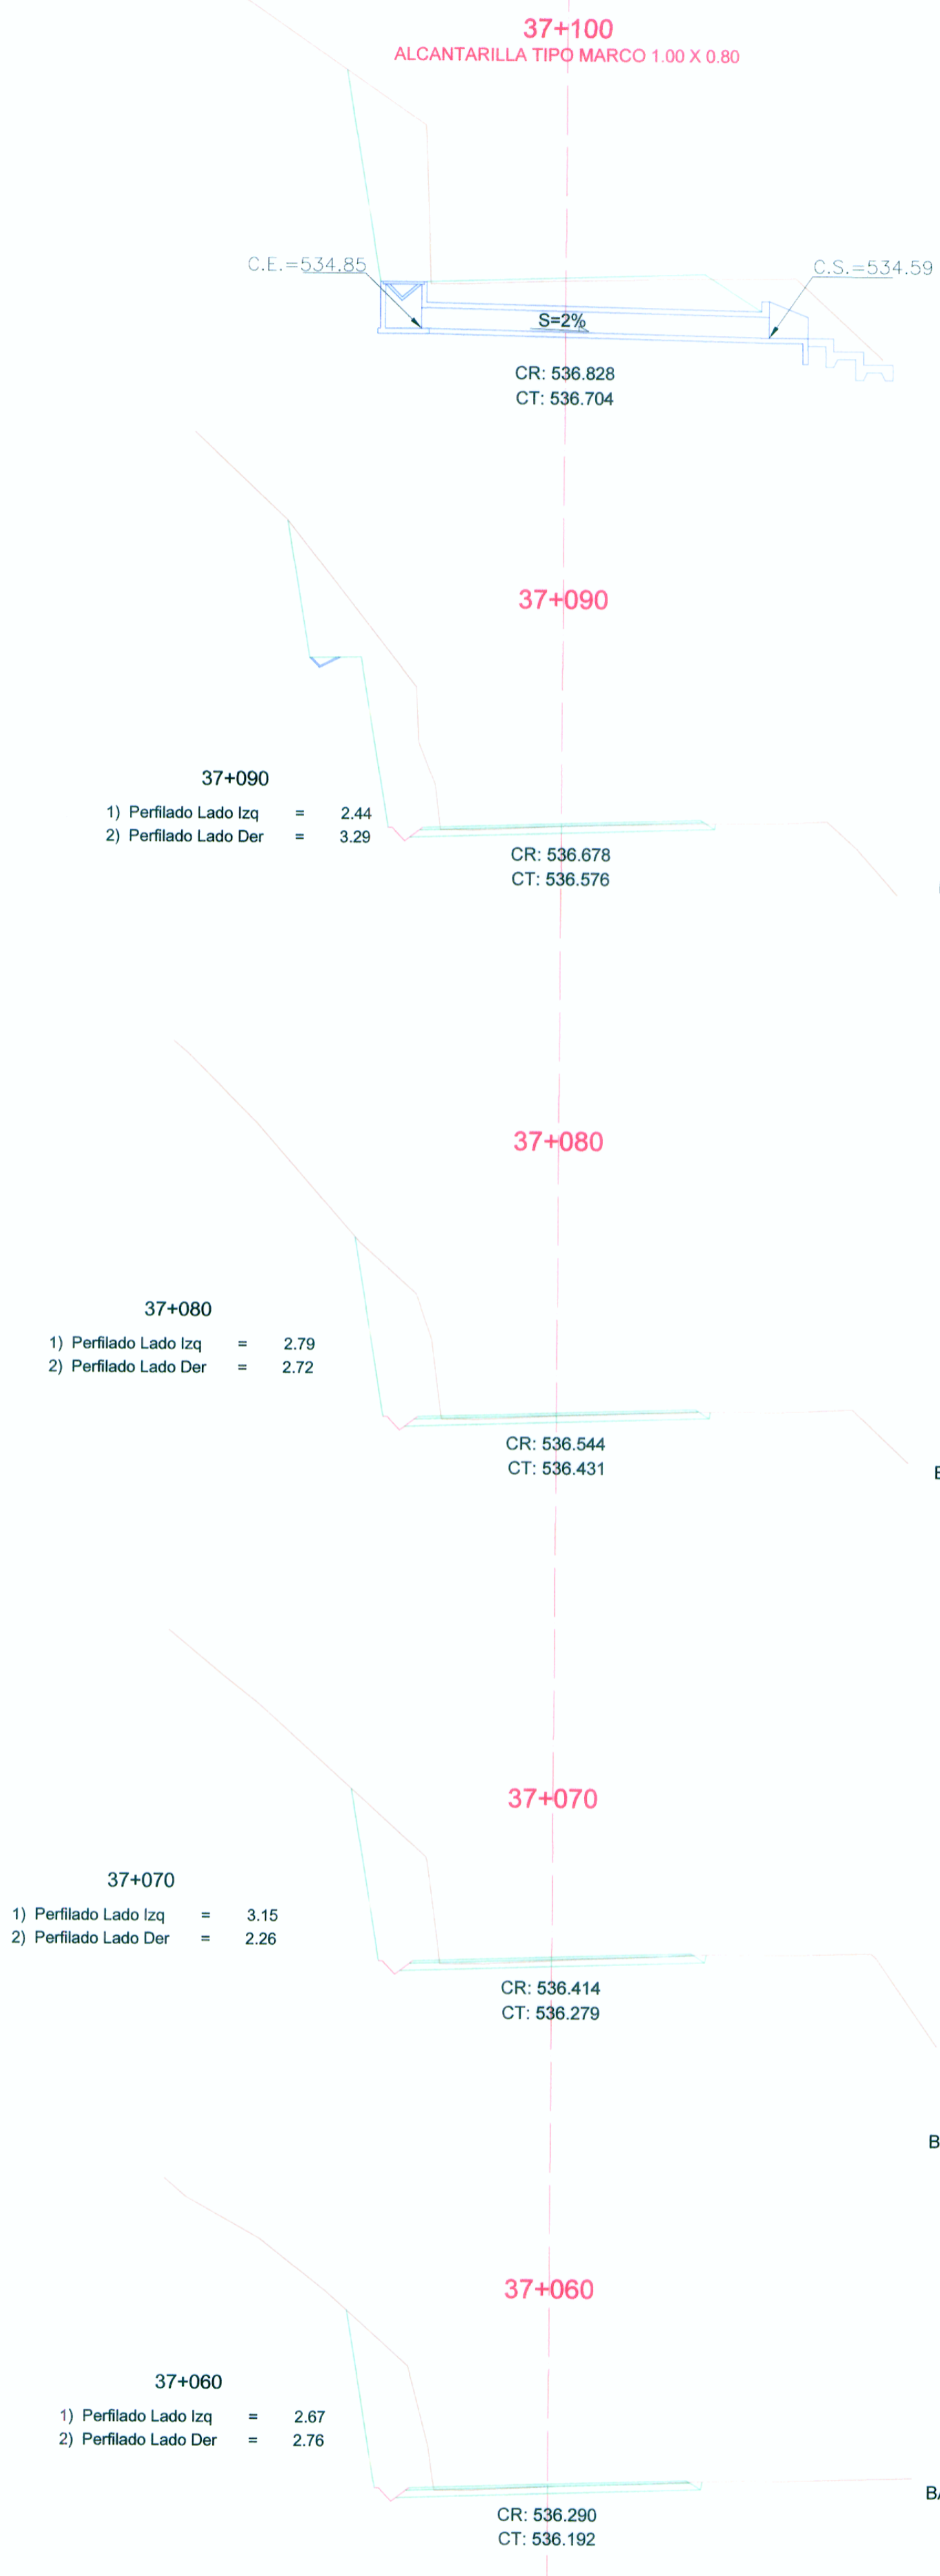 37+100
ALCANTARILLA TIPO MARCO 1.00 X 0.80
C.E.=534.85
C.S.=534.59
S=2%
CR: 536.828
CT: 536.704
37+090
37+090
1) Perfilado Lado Izq = 2.44
2) Perfilado Lado Der = 3.29
CR: 536.678
CT: 536.576
37+080
37+080
1) Perfilado Lado Izq = 2.79
2) Perfilado Lado Der = 2.72
CR: 536.544
CT: 536.431
37+070
37+070
1) Perfilado Lado Izq = 3.15
2) Perfilado Lado Der = 2.26
CR: 536.414
CT: 536.279
37+060
37+060
1) Perfilado Lado Izq = 2.67
2) Perfilado Lado Der = 2.76
CR: 536.290
CT: 536.192